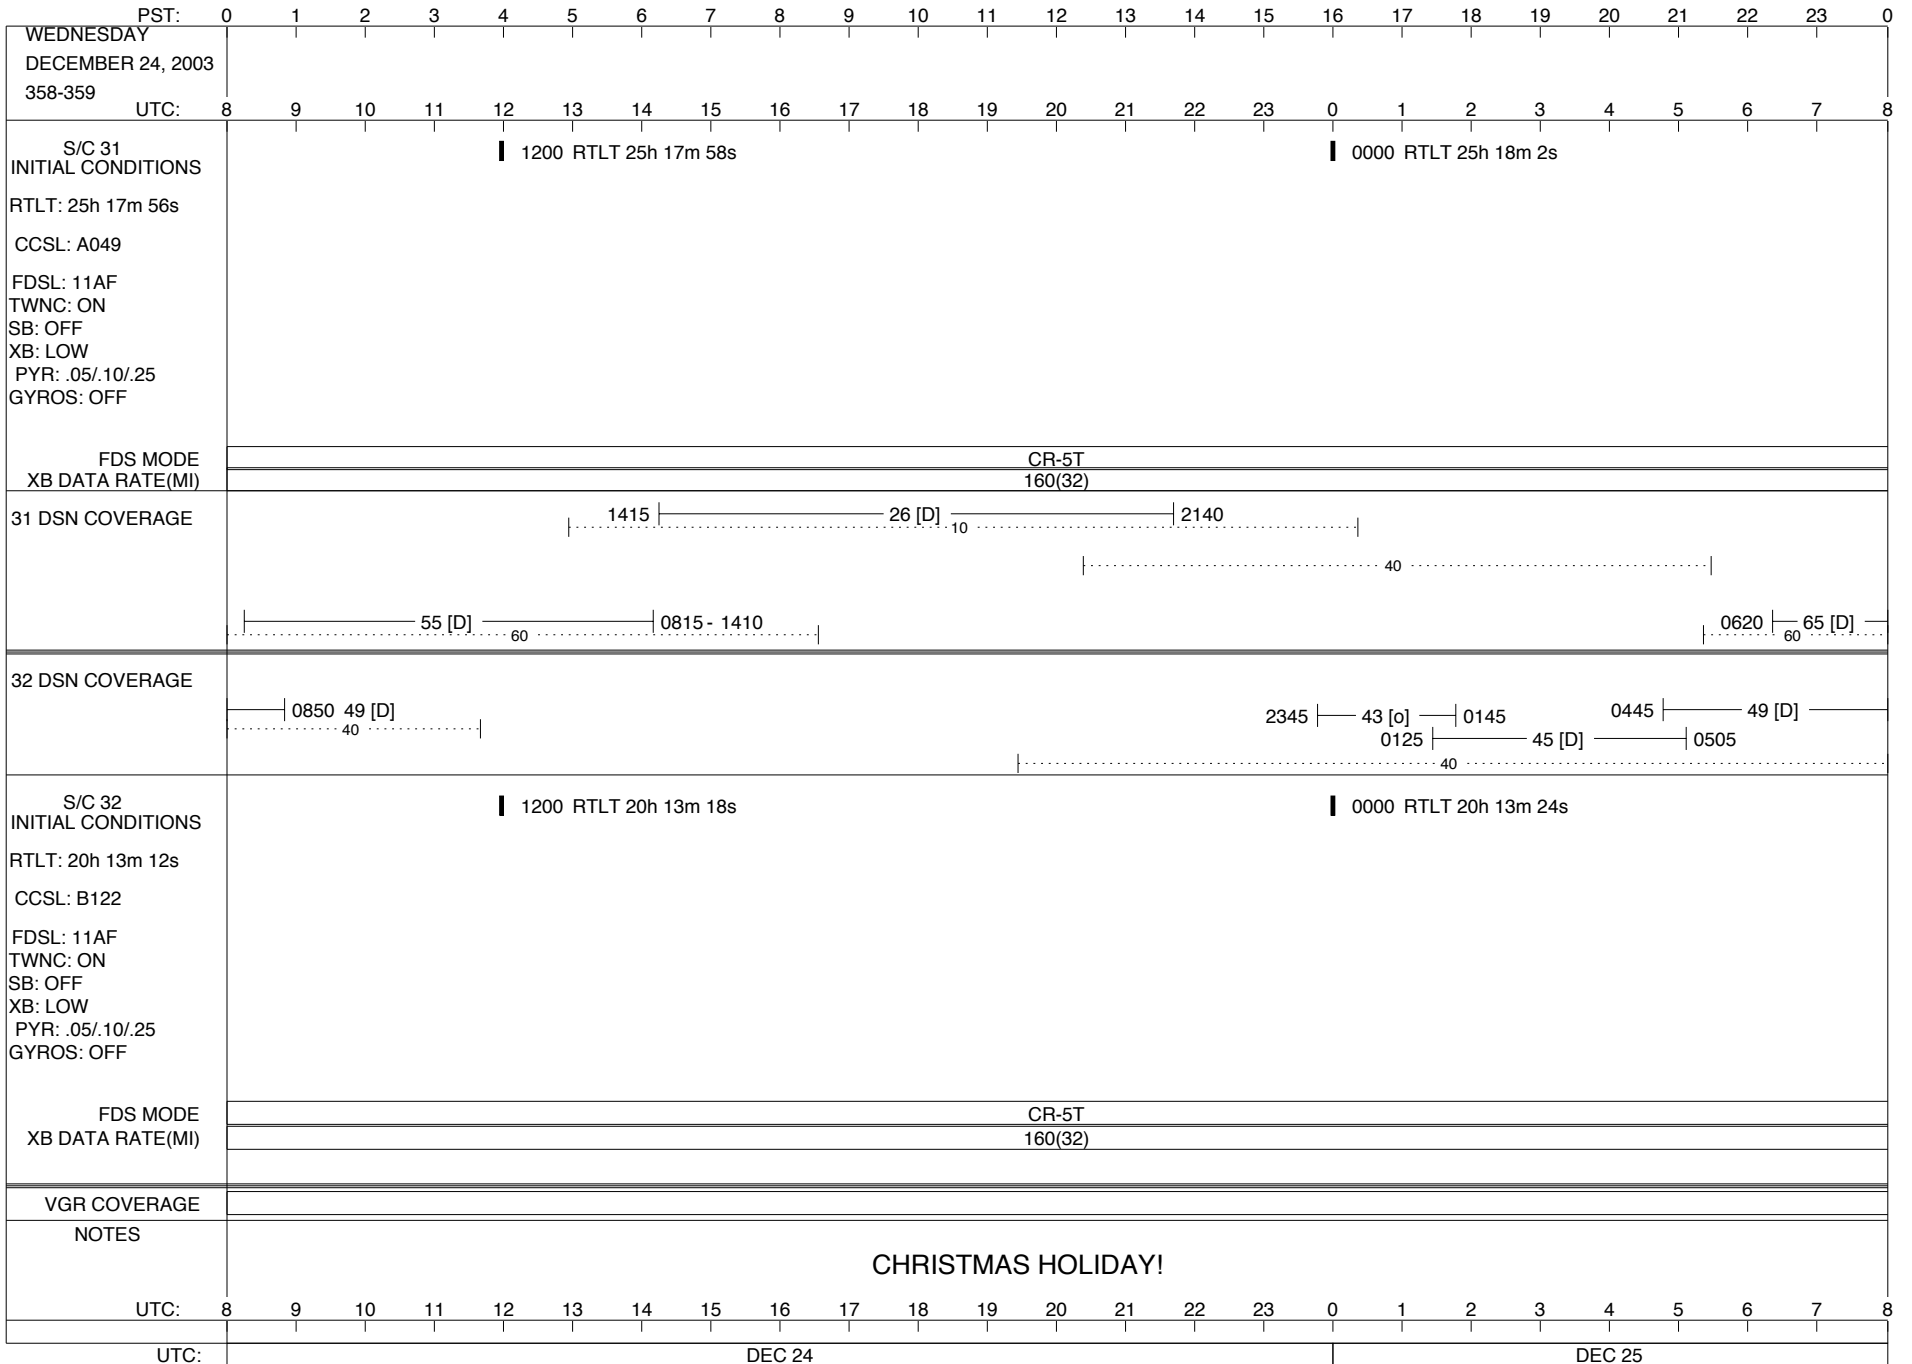 PST: 0 1 2 3 4 5 6 7 8 9 10 11 12 13 14 15 16 17 18 19 20 21 22 23 0
WEDNESDAY
DECEMBER 24, 2003
358-359
UTC: 8 9 10 11 12 13 14 15 16 17 18 19 20 21 22 23 0 1 2 3 4 5 6 7 8
S/C 31
INITIAL CONDITIONS
1200 RTLT 25h 17m 58s
0000 RTLT 25h 18m 2s
RTLT: 25h 17m 56s
CCSL: A049
FDSL: 11AF
TWNC: ON
SB: OFF
XB: LOW
PYR: .05/.10/.25
GYROS: OFF
FDS MODE CR-5T
XB DATA RATE(MI) 160(32)
31 DSN COVERAGE
1415 26 [D] 2140
10
40
55 [D] 0815 - 1410
60
0620 65 [D]
60
32 DSN COVERAGE
0850 49 [D]
40
2345 43 [o] 0145
0445 49 [D]
0125 45 [D] 0505
40
S/C 32
INITIAL CONDITIONS
1200 RTLT 20h 13m 18s
0000 RTLT 20h 13m 24s
RTLT: 20h 13m 12s
CCSL: B122
FDSL: 11AF
TWNC: ON
SB: OFF
XB: LOW
PYR: .05/.10/.25
GYROS: OFF
FDS MODE CR-5T
XB DATA RATE(MI) 160(32)
VGR COVERAGE
NOTES
CHRISTMAS HOLIDAY!
UTC: 8 9 10 11 12 13 14 15 16 17 18 19 20 21 22 23 0 1 2 3 4 5 6 7 8
UTC: DEC 24 DEC 25